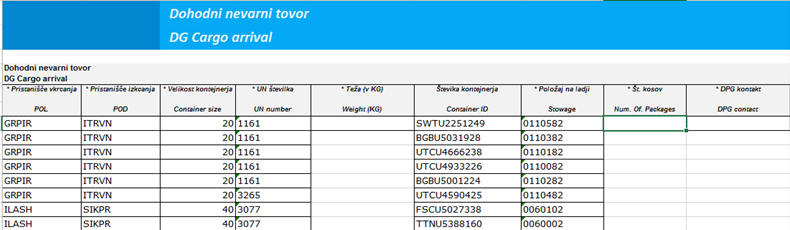 Dohodni nevarni tovor
DG Cargo arrival
Dohodni nevarni tovor
DG Cargo arrival
* Pristanišče vkrcanja * Pristanišče izkcanja * Velikost kontejnerja * UN številka * Teža (v KG) Števika kontejnerja * Položaj na ladji * Št. kosov * DPG kontakt
POL POD Container size UN number Weight (KG) Container ID Stowage Num. Of. Packages DPG contact
GRPIR ITRVN 20 1161 SWTU2251249 0110582
GRPIR ITRVN 20 1161 BGBU5031928 0110382
GRPIR ITRVN 20 1161 UTCU4666238 0110182
GRPIR ITRVN 20 1161 UTCU4933226 0110082
GRPIR ITRVN 20 1161 BGBU5001224 0110282
GRPIR ITRVN 20 3265 UTCU4590425 0110482
ILASH SIKPR 40 3077 FSCU5027338 0060102
ILASH SIKPR 40 3077 TTNU5388160 0060002